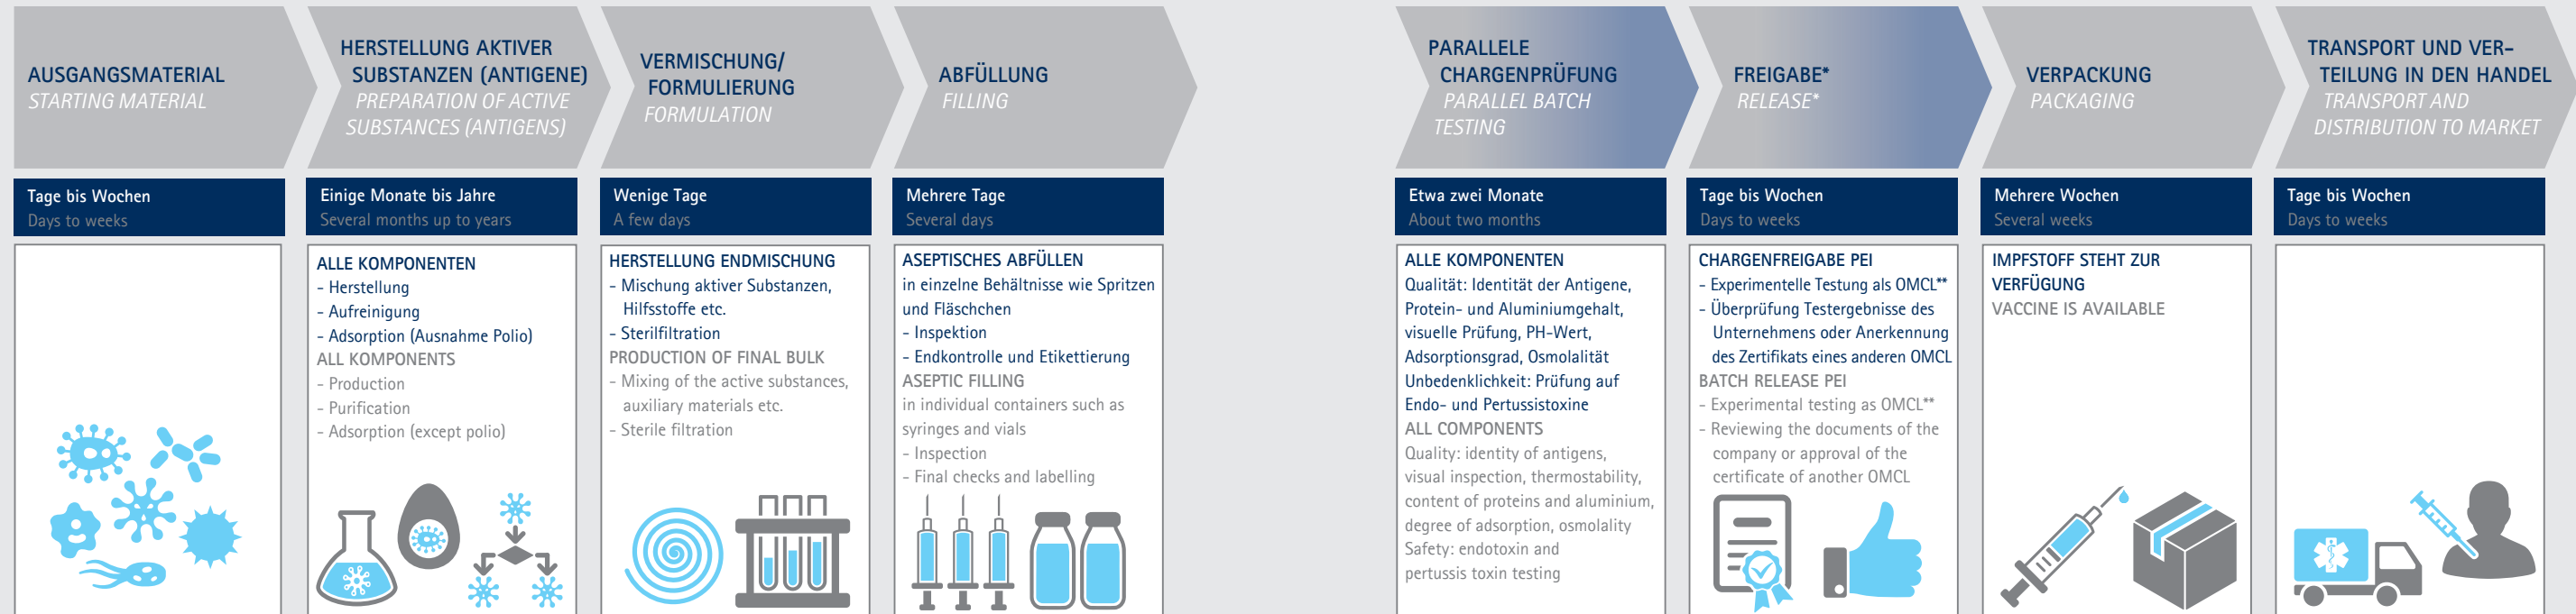 AUSGANGSMATERIAL
STARTING MATERIAL
HERSTELLUNG AKTIVER
SUBSTANZEN (ANTIGENE)
PREPARATION OF ACTIVE
SUBSTANCES (ANTIGENS)
VERMISCHUNG/
FORMULIERUNG
FORMULATION
ABFÜLLUNG
FILLING
PARALLELE
CHARGENPRÜFUNG
PARALLEL BATCH
TESTING
FREIGABE*
RELEASE*
VERPACKUNG
PACKAGING
TRANSPORT UND VER-
TEILUNG IN DEN HANDEL
TRANSPORT AND
DISTRIBUTION TO MARKET
Tage bis Wochen
Days to weeks
Einige Monate bis Jahre
Several months up to years
Wenige Tage
A few days
Mehrere Tage
Several days
Etwa zwei Monate
About two months
Tage bis Wochen
Days to weeks
Mehrere Wochen
Several weeks
Tage bis Wochen
Days to weeks
ALLE KOMPONENTEN
- Herstellung
- Aufreinigung
- Adsorption (Ausnahme Polio)
ALL KOMPONENTS
- Production
- Purification
- Adsorption (except polio)
HERSTELLUNG ENDMISCHUNG
- Mischung aktiver Substanzen,
Hilfsstoffe etc.
- Sterilfiltration
PRODUCTION OF FINAL BULK
- Mixing of the active substances,
auxiliary materials etc.
- Sterile filtration
ASEPTISCHES ABFÜLLEN
in einzelne Behältnisse wie Spritzen
und Fläschchen
- Inspektion
- Endkontrolle und Etikettierung
ASEPTIC FILLING
in individual containers such as
syringes and vials
- Inspection
- Final checks and labelling
ALLE KOMPONENTEN
Qualität: Identität der Antigene,
Protein- und Aluminiumgehalt,
visuelle Prüfung, PH-Wert,
Adsorptionsgrad, Osmolalität
Unbedenklichkeit: Prüfung auf
Endo- und Pertussistoxine
ALL COMPONENTS
Quality: identity of antigens,
visual inspection, thermostability,
content of proteins and aluminium,
degree of adsorption, osmolality
Safety: endotoxin and
pertussis toxin testing
CHARGENFREIGABE PEI
- Experimentelle Testung als OMCL**
- Überprüfung Testergebnisse des
Unternehmens oder Anerkennung
des Zertifikats eines anderen OMCL
BATCH RELEASE PEI
- Experimental testing as OMCL**
- Reviewing the documents of the
company or approval of the
certificate of another OMCL
IMPFSTOFF STEHT ZUR
VERFÜGUNG
VACCINE IS AVAILABLE